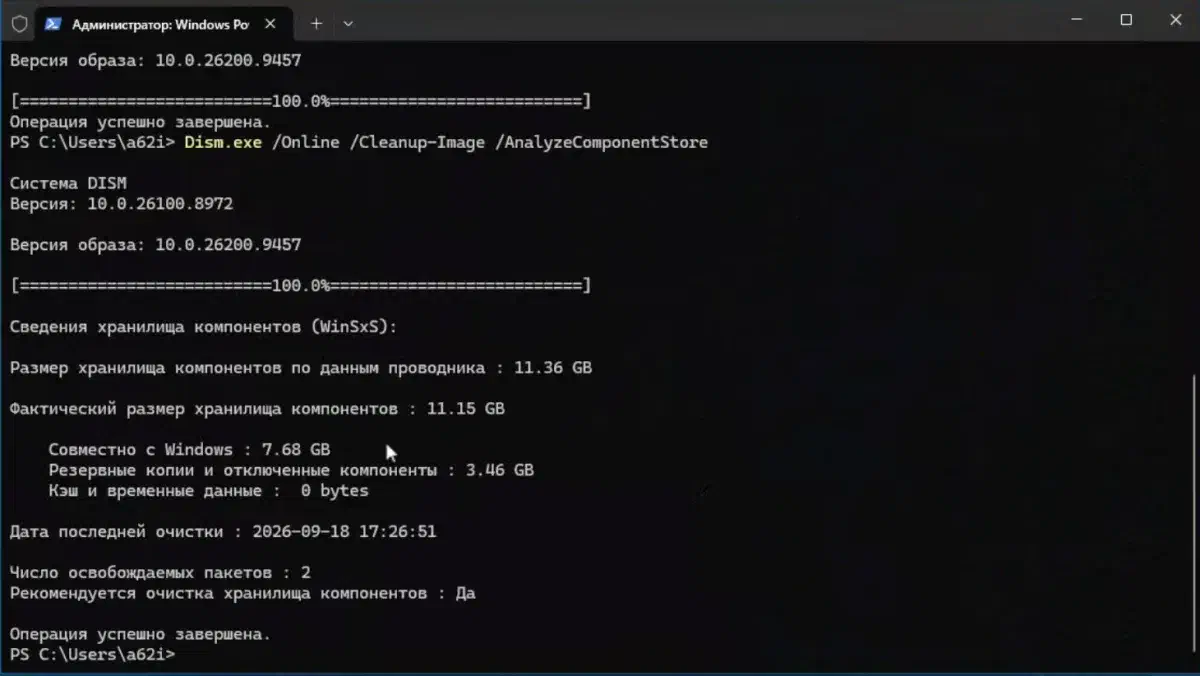 Администратор: Windows Po
Версия образа: 10.0.26200.9457
[==========================100.0%==========================]
Операция успешно завершена.
PS C:\Users\a62i> Dism.exe /Online /Cleanup-Image /AnalyzeComponentStore
Cистема DISM
Версия: 10.0.26100.8972
Версия образа: 10.0.26200.9457
[==========================100.0%==========================]
Сведения хранилища компонентов (WinSxS):
Размер хранилища компонентов по данным проводника : 11.36 GB
Фактический размер хранилища компонентов : 11.15 GB
Совместно с Windows : 7.68 GB
Резервные копии и отключенные компоненты : 3.46 GB
Кэш и временные данные :  0 bytes
Дата последней очистки : 2026-09-18 17:26:51
Число освобождаемых пакетов : 2
Рекомендуется очистка хранилища компонентов : Да
Операция успешно завершена.
PS C:\Users\a62i>